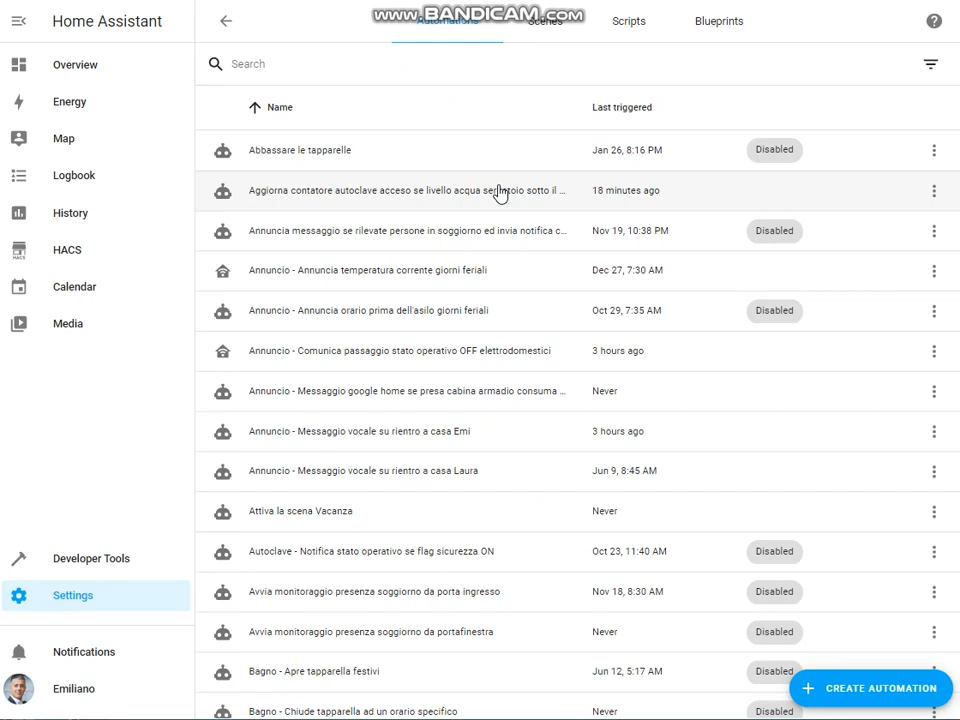 www.BANDICAM.com
Home Assistant
Automations
Scenes
Scripts
Blueprints
Overview
Energy
Map
Logbook
History
HACS
HACS
Calendar
Media
Developer Tools
Settings
Notifications
Emiliano
Search
Name
Last triggered
Abbassare le tapparelle
Jan 26, 8:16 PM
Disabled
Aggiorna contatore autoclave acceso se livello acqua serbatoio sotto il ...
18 minutes ago
Annuncia messaggio se rilevate persone in soggiorno ed invia notifica c...
Nov 19, 10:38 PM
Disabled
Annuncio - Annuncia temperatura corrente giorni feriali
Dec 27, 7:30 AM
Annuncio - Annuncia orario prima dell'asilo giorni feriali
Oct 29, 7:35 AM
Disabled
Annuncio - Comunica passaggio stato operativo OFF elettrodomestici
3 hours ago
Annuncio - Messaggio google home se presa cabina armadio consuma ...
Never
Annuncio - Messaggio vocale su rientro a casa Emi
3 hours ago
Annuncio - Messaggio vocale su rientro a casa Laura
Jun 9, 8:45 AM
Attiva la scena Vacanza
Never
Autoclave - Notifica stato operativo se flag sicurezza ON
Oct 23, 11:40 AM
Disabled
Avvia monitoraggio presenza soggiorno da porta ingresso
Nov 18, 8:30 AM
Disabled
Avvia monitoraggio presenza soggiorno da portafinestra
Never
Disabled
Bagno - Apre tapparella festivi
Jun 12, 5:17 AM
Disabled
Bagno - Chiude tapparella ad un orario specifico
Never
Disabled
CREATE AUTOMATION